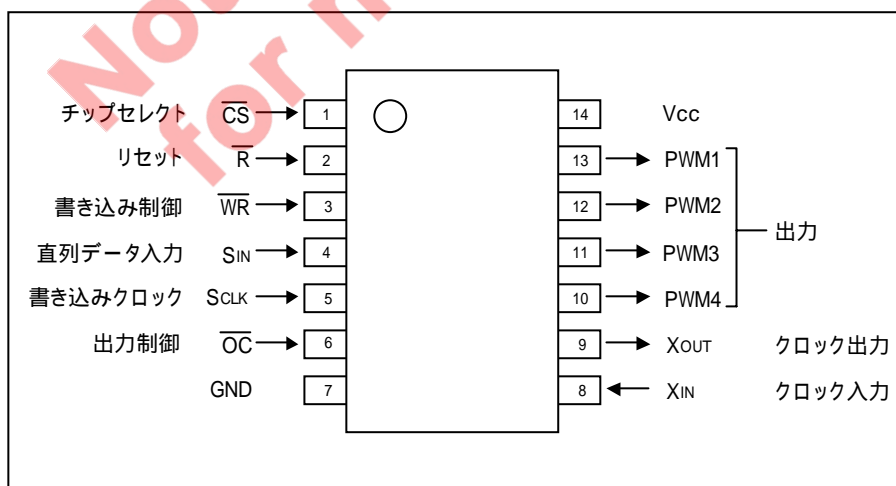 Not
for n
チップセレクト C̅S̅ 1 14 Vcc
リセット R̅ 2 13 PWM1
書き込み制御 W̅R̅ 3 12 PWM2
出力
直列データ入力 SIN 4 11 PWM3
書き込みクロック SCLK 5 10 PWM4
出力制御 O̅C̅ 6 9 XOUT クロック出力
GND 7 8 XIN クロック入力